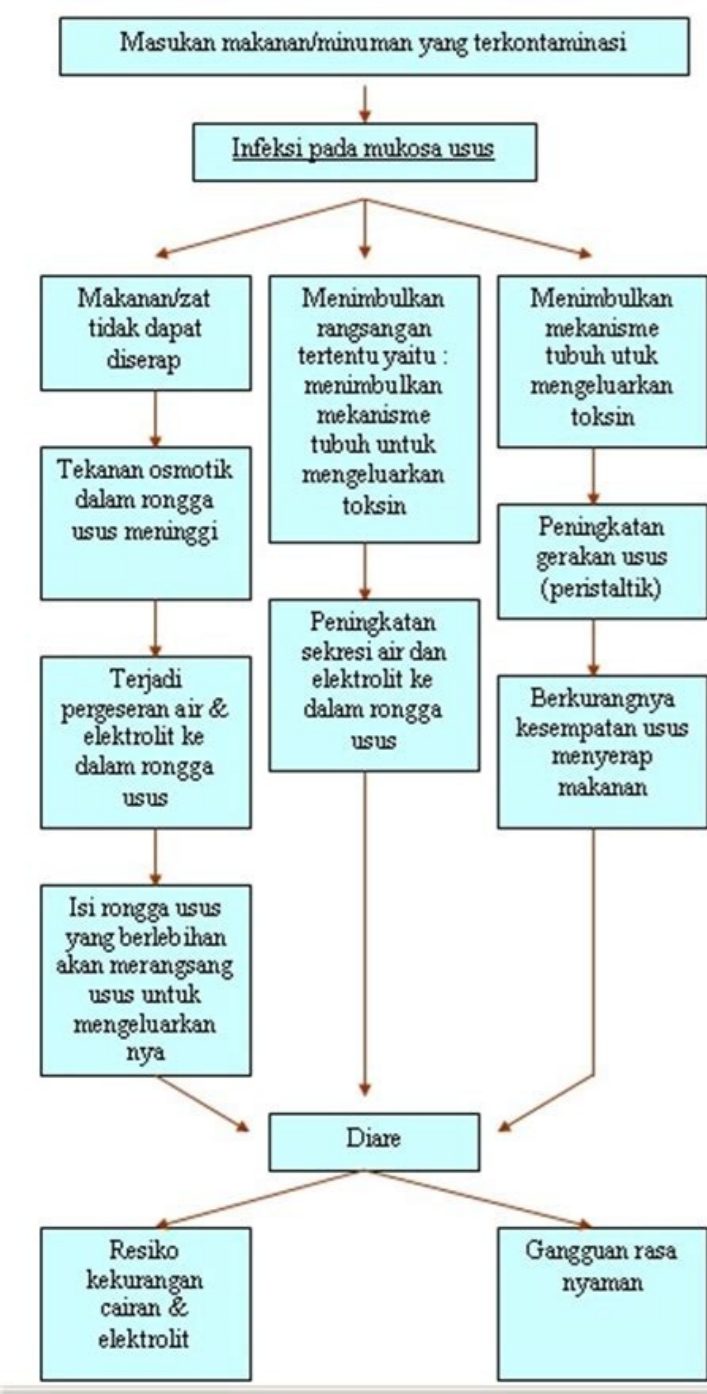 Masukan makanan/minuman yang terkontaminasi
Infeksi pada mukosa usus
Makanan/zat
tidak dapat
diserap
Tekanan osmotik
dalam rongga
usus meninggi
Terjadi
pergeseran air &
elektrolit ke
dalam rongga
usus
Isi rongga usus
yang berlebihan
akan merangsang
usus untuk
mengeluarkan
nya
Menimbulkan
rangsangan
tertentu yaitu :
menimbulkan
mekanisme
tubuh untuk
mengeluarkan
toksin
Peningkatan
sekresi air dan
elektrolit ke
dalam rongga
usus
Menimbulkan
mekanisme
tubuh utuk
mengeluarkan
toksin
Peningkatan
gerakan usus
(peristaltik)
Berkurangnya
kesempatan usus
menyerap
makanan
Diare
Resiko
kekurangan
cairan &
elektrolit
Gangguan rasa
nyaman